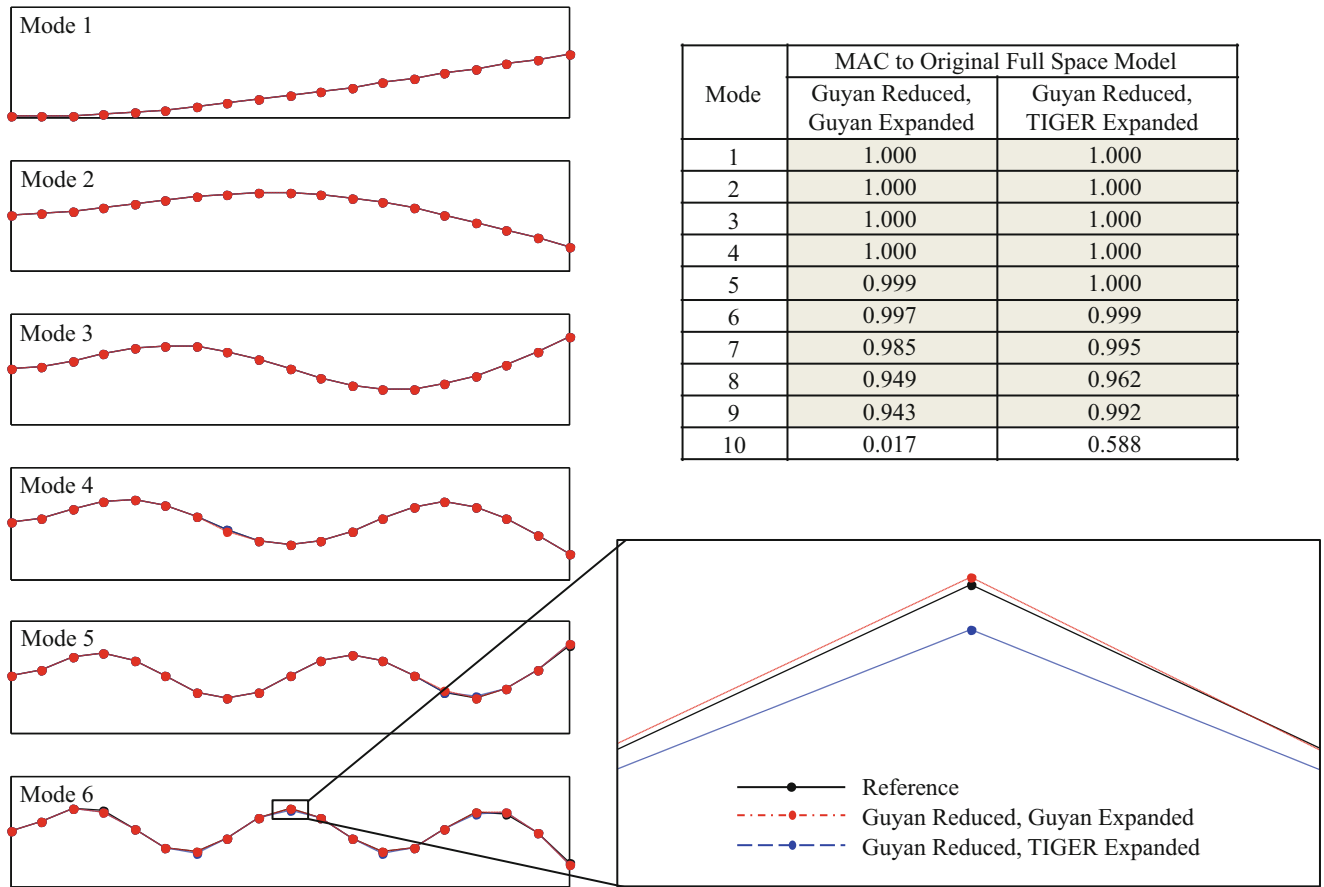 Mode 1
Mode 2
Mode 3
Mode 4
Mode 5
Mode 6
Mode MAC to Original Full Space Model
Guyan Reduced, Guyan Expanded Guyan Reduced, TIGER Expanded
1 1.000 1.000
2 1.000 1.000
3 1.000 1.000
4 1.000 1.000
5 0.999 1.000
6 0.997 0.999
7 0.985 0.995
8 0.949 0.962
9 0.943 0.992
10 0.017 0.588
Reference
Guyan Reduced, Guyan Expanded
Guyan Reduced, TIGER Expanded